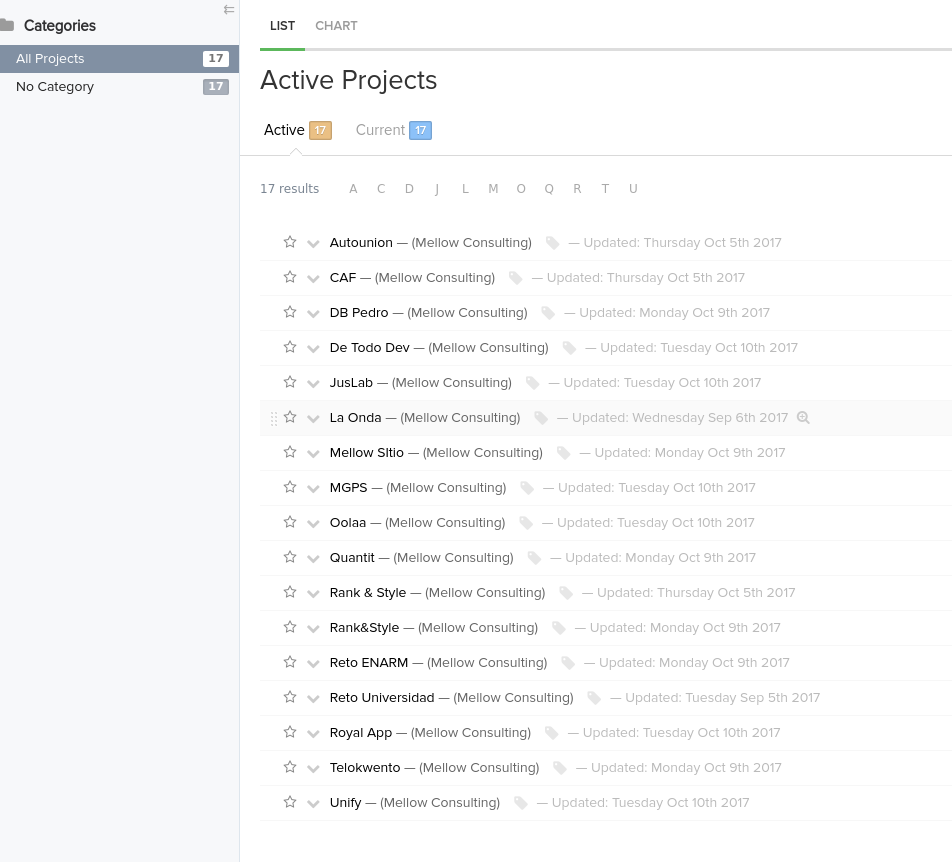 Categories
All Projects 17
No Category 17
LIST CHART
Active Projects
Active 17 Current 17
17 results A C D J L M O Q R T U
Autounion — (Mellow Consulting) — Updated: Thursday Oct 5th 2017
CAF — (Mellow Consulting) — Updated: Thursday Oct 5th 2017
DB Pedro — (Mellow Consulting) — Updated: Monday Oct 9th 2017
De Todo Dev — (Mellow Consulting) — Updated: Tuesday Oct 10th 2017
JusLab — (Mellow Consulting) — Updated: Tuesday Oct 10th 2017
La Onda — (Mellow Consulting) — Updated: Wednesday Sep 6th 2017
Mellow SItio — (Mellow Consulting) — Updated: Monday Oct 9th 2017
MGPS — (Mellow Consulting) — Updated: Tuesday Oct 10th 2017
Oolaa — (Mellow Consulting) — Updated: Tuesday Oct 10th 2017
Quantit — (Mellow Consulting) — Updated: Monday Oct 9th 2017
Rank & Style — (Mellow Consulting) — Updated: Thursday Oct 5th 2017
Rank&Style — (Mellow Consulting) — Updated: Monday Oct 9th 2017
Reto ENARM — (Mellow Consulting) — Updated: Monday Oct 9th 2017
Reto Universidad — (Mellow Consulting) — Updated: Tuesday Sep 5th 2017
Royal App — (Mellow Consulting) — Updated: Tuesday Oct 10th 2017
Telokwento — (Mellow Consulting) — Updated: Monday Oct 9th 2017
Unify — (Mellow Consulting) — Updated: Tuesday Oct 10th 2017